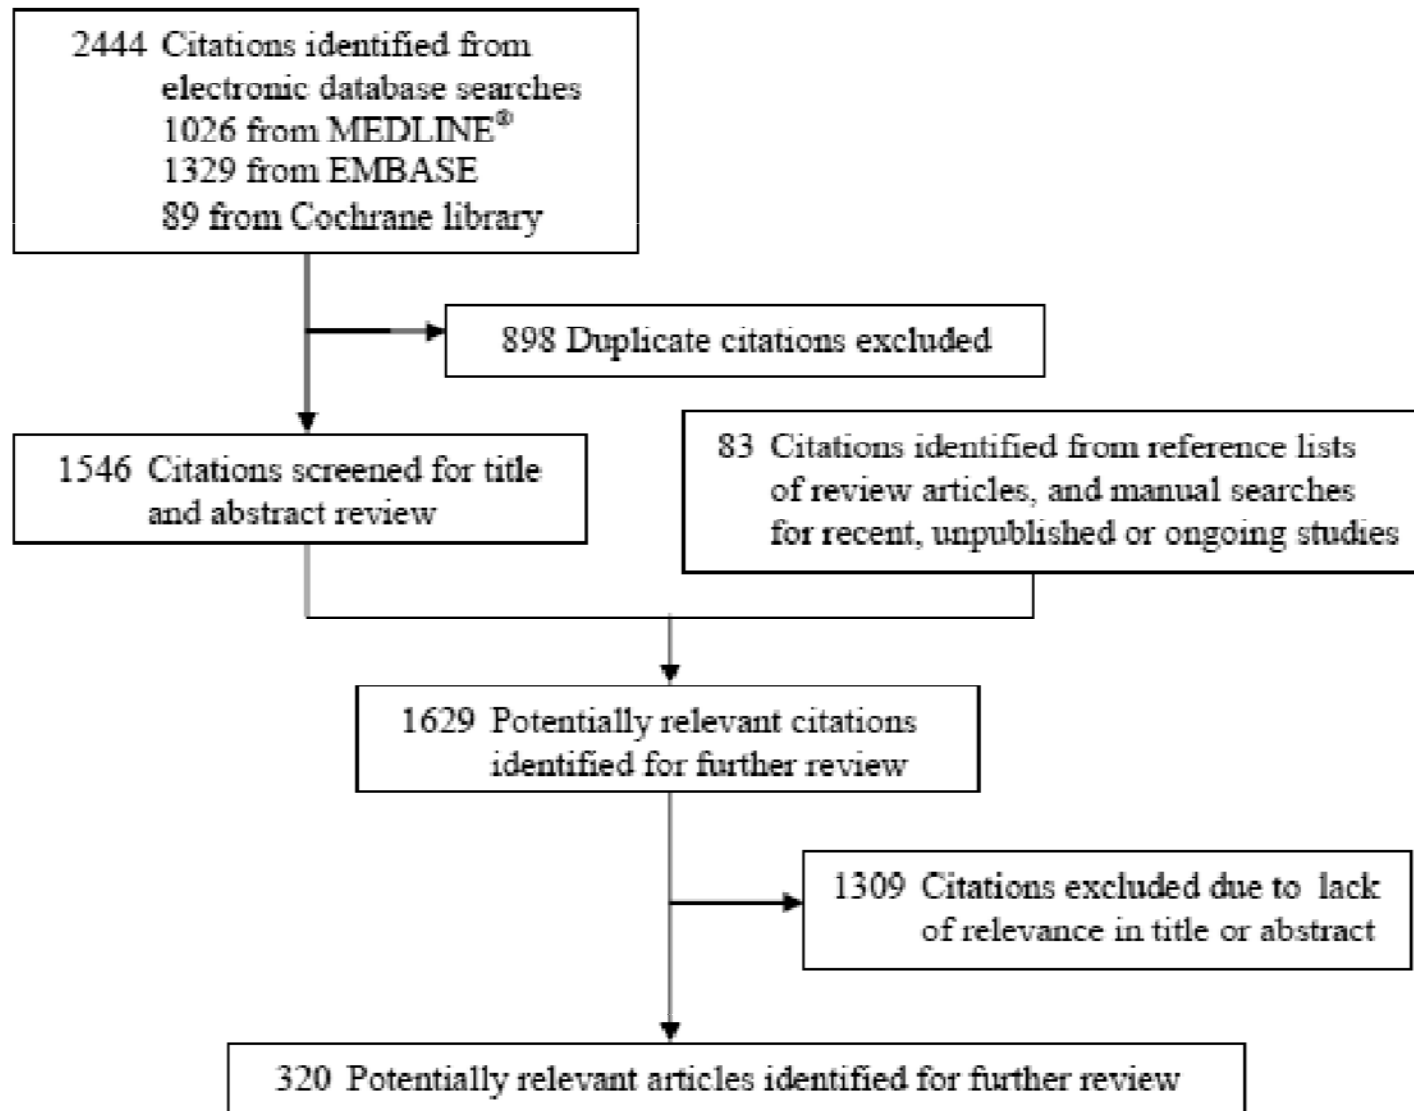 2444 Citations identified from
electronic database searches
1026 from MEDLINE®
1329 from EMBASE
89 from Cochrane library
898 Duplicate citations excluded
1546 Citations screened for title
and abstract review
83 Citations identified from reference lists
of review articles, and manual searches
for recent, unpublished or ongoing studies
1629 Potentially relevant citations
identified for further review
1309 Citations excluded due to lack
of relevance in title or abstract
320 Potentially relevant articles identified for further review